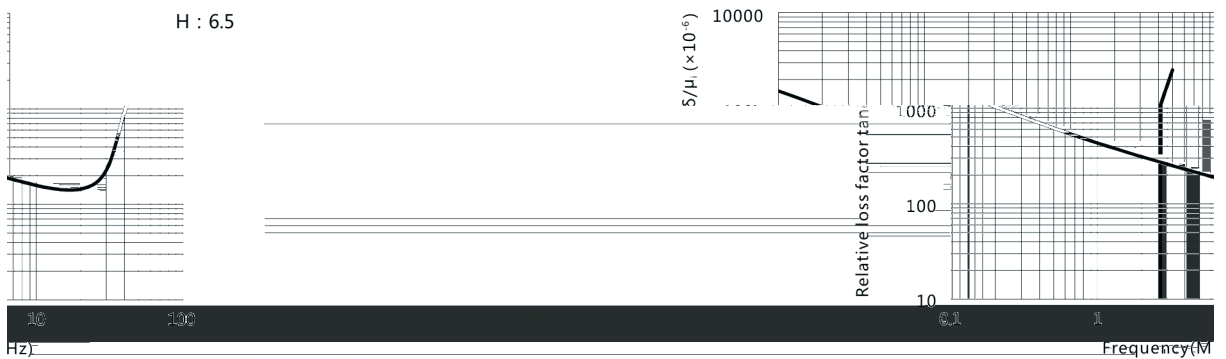 H : 6.5
10000
Relative loss factor tan
δ/μi (×10⁻⁶)
1000
100
10
10
100
0.1
1
Hz)
Frequency(M